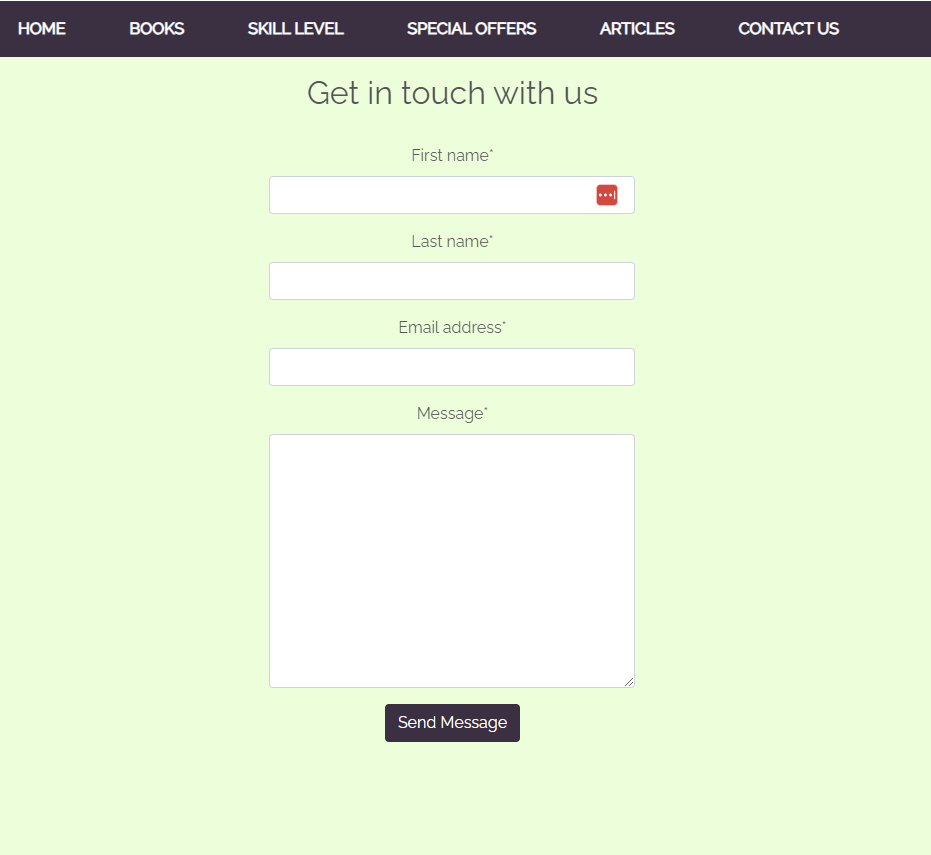 HOME BOOKS SKILL LEVEL SPECIAL OFFERS ARTICLES CONTACT US
Get in touch with us
First name*
Last name*
Email address*
Message*
Send Message